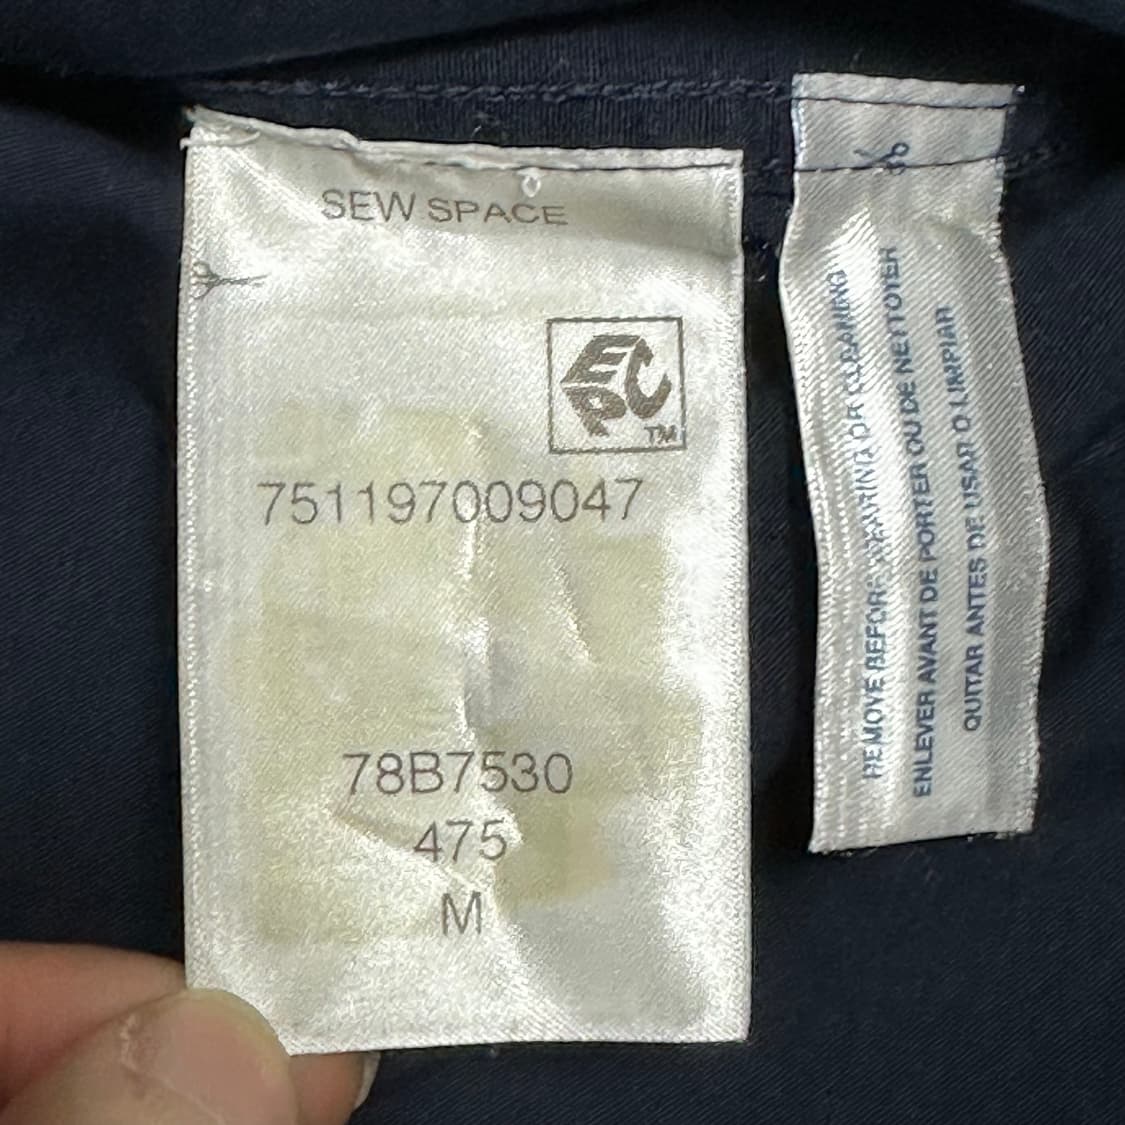 SEW SPACE
EPC
TM
751197009047
78B7530
475
M
REMOVE BEFORE WEARING OR CLEANING
ENLEVER AVANT DE PORTER OU DE NETTOYER
QUITAR ANTES DE USAR O LIMPIAR